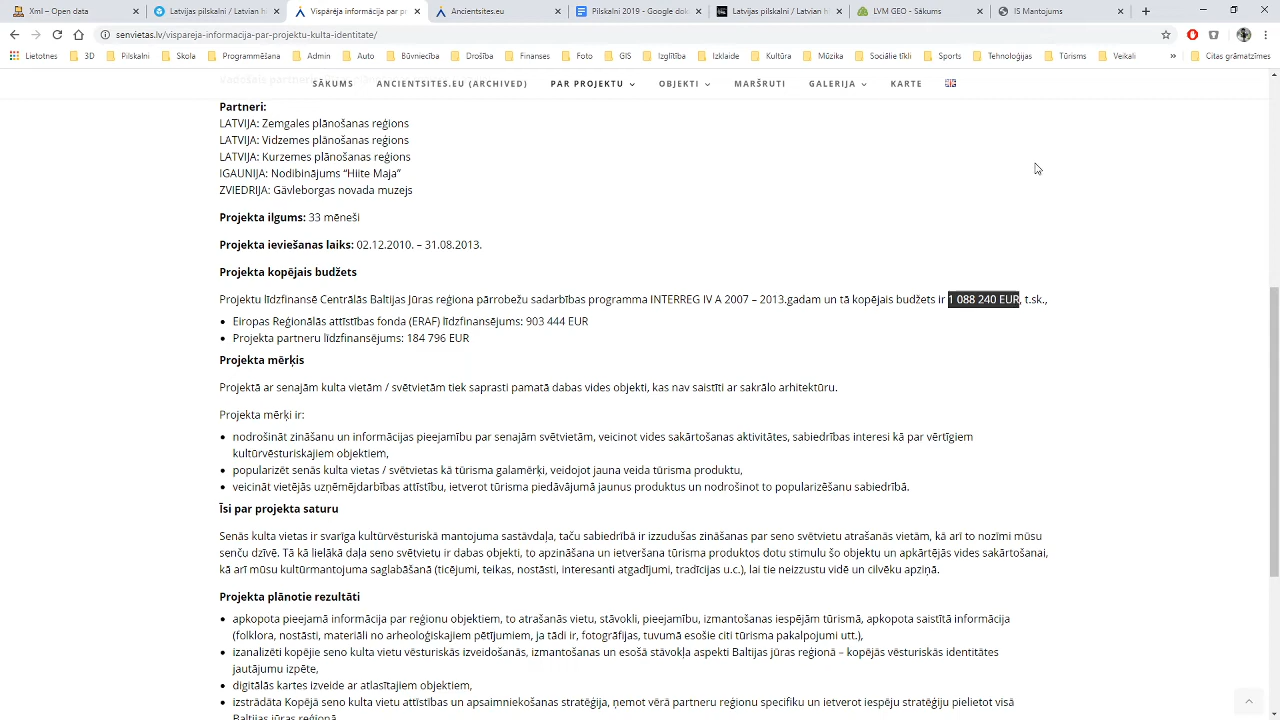 Xml – Open data
Latvijas pilskalni / Latvian h
Vispārēja informācija par p
Ancientsites.eu
Pilskalni 2019 - Google dok
Latvijas pilskalni / Latvian h
LVM GEO - Sākums
IS Mantojums
senvietas.lv/vispareja-informacija-par-projektu-kulta-identitate/
Lietotnes 3D Pilskalni Skola Programmēšana Admin Auto Būvniecība Drošība Finanses Foto GIS Izglītība Izklaide Kultūra Mūzika Sociālie tīkli Sports Tehnoloģijas Tūrisms Veikali » Citas grāmatzīmes
SĀKUMS ANCIENTSITES.EU (ARCHIVED) PAR PROJEKTU OBJEKTI MARŠRUTI GALERIJA KARTE
Partneri:
LATVIJA: Zemgales plānošanas reģions
LATVIJA: Vidzemes plānošanas reģions
LATVIJA: Kurzemes plānošanas reģions
IGAUNIJA: Nodibinājums “Hiite Maja”
ZVIEDRIJA: Gävleborgas novada muzejs
Projekta ilgums: 33 mēneši
Projekta ieviešanas laiks: 02.12.2010. – 31.08.2013.
Projekta kopējais budžets
Projektu līdzfinansē Centrālās Baltijas Jūras reģiona pārrobežu sadarbības programma INTERREG IV A 2007 – 2013.gadam un tā kopējais budžets ir 1 088 240 EUR, t.sk.,
• Eiropas Reģionālās attīstības fonda (ERAF) līdzfinansējums: 903 444 EUR
• Projekta partneru līdzfinansējums: 184 796 EUR
Projekta mērķis
Projektā ar senajām kulta vietām / svētvietām tiek saprasti pamatā dabas vides objekti, kas nav saistīti ar sakrālo arhitektūru.
Projekta mērķi ir:
• nodrošināt zināšanu un informācijas pieejamību par senajām svētvietām, veicinot vides sakārtošanas aktivitātes, sabiedrības interesi kā par vērtīgiem
kultūrvēsturiskajiem objektiem,
• popularizēt senās kulta vietas / svētvietas kā tūrisma galamērķi, veidojot jauna veida tūrisma produktu,
• veicināt vietējās uzņēmējdarbības attīstību, ietverot tūrisma piedāvājumā jaunus produktus un nodrošinot to popularizēšanu sabiedrībā.
Īsi par projekta saturu
Senās kulta vietas ir svarīga kultūrvēsturiskā mantojuma sastāvdaļa, taču sabiedrībā ir izzudušas zināšanas par seno svētvietu atrašanās vietām, kā arī to nozīmi mūsu
senču dzīvē. Tā kā lielākā daļa seno svētvietu ir dabas objekti, to apzināšana un ietveršana tūrisma produktos dotu stimulu šo objektu un apkārtējās vides sakārtošanai,
kā arī mūsu kultūrmantojuma saglabāšanā (ticējumi, teikas, nostāsti, interesanti atgadījumi, tradīcijas u.c.), lai tie neizzustu vidē un cilvēku apziņā.
Projekta plānotie rezultāti
• apkopota pieejamā informācija par reģionu objektiem, to atrašanās vietu, stāvokli, pieejamību, izmantošanas iespējām tūrismā, apkopota saistītā informācija
(folklora, nostāsti, materiāli no arheoloģiskajiem pētījumiem, ja tādi ir, fotogrāfijas, tuvumā esošie citi tūrisma pakalpojumi utt.),
• izanalizēti kopējie seno kulta vietu vēsturiskās izveidošanās, izmantošanas un esošā stāvokļa aspekti Baltijas jūras reģionā – kopējās vēsturiskās identitātes
jautājumu izpēte,
• digitālās kartes izveide ar atlasītajiem objektiem,
• izstrādāta Kopējā seno kulta vietu attīstības un apsaimniekošanas stratēģija, ņemot vērā partneru reģionu specifiku un ietverot iespēju stratēģiju pielietot visā
Baltijas jūras reģionā